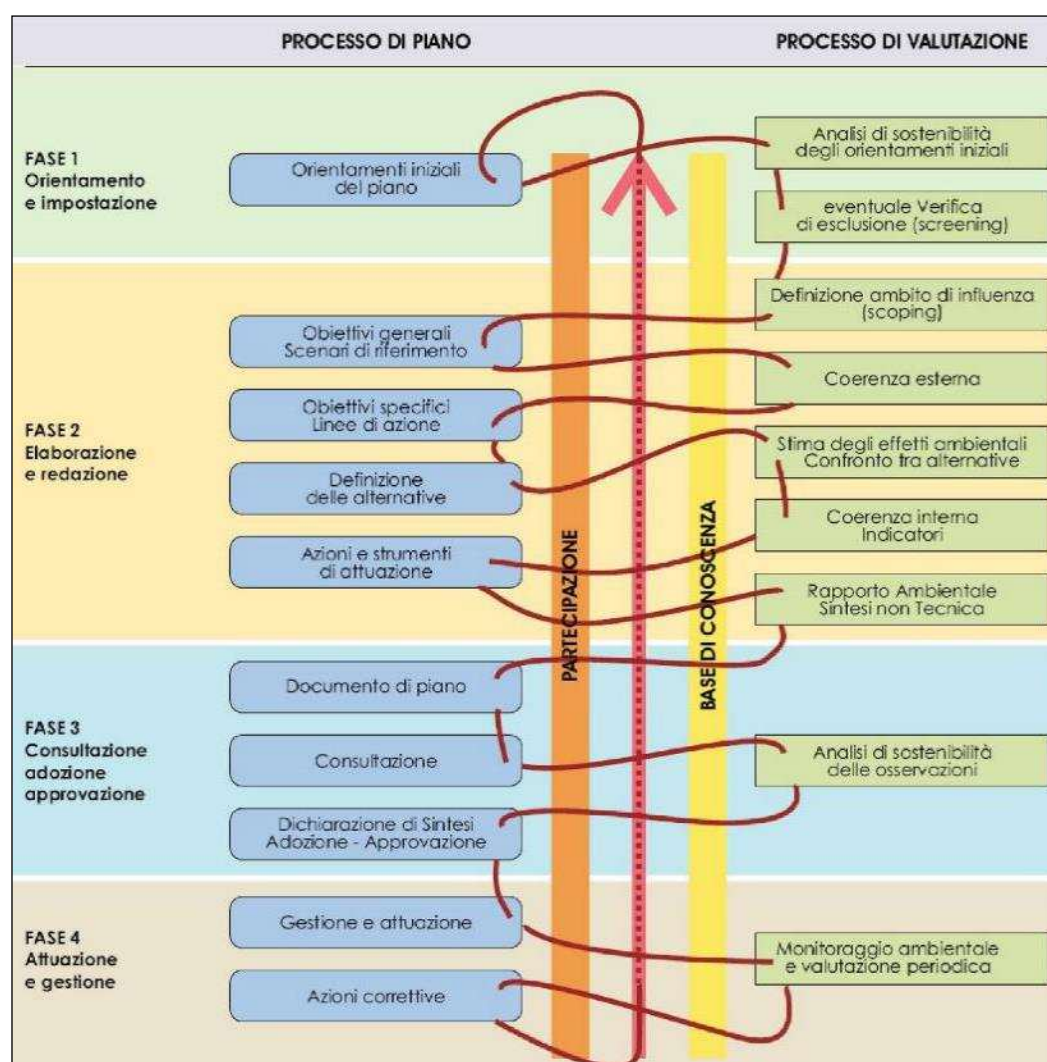 PROCESSO DI PIANO
PROCESSO DI VALUTAZIONE
FASE 1
Orientamento
e impostazione
Orientamenti iniziali
del piano
Analisi di sostenibilità
degli orientamenti iniziali
eventuale Verifica
di esclusione (screening)
FASE 2
Elaborazione
e redazione
Obiettivi generali
Scenari di riferimento
Obiettivi specifici
Linee di azione
Definizione
delle alternative
Azioni e strumenti
di attuazione
Definizione ambito di influenza
(scoping)
Coerenza esterna
Stima degli effetti ambientali
Confronto tra alternative
Coerenza interna
Indicatori
Rapporto Ambientale
Sintesi non Tecnica
PARTECIPAZIONE
BASE DI CONOSCENZA
FASE 3
Consultazione
adozione
approvazione
Documento di piano
Consultazione
Dichiarazione di Sintesi
Adozione - Approvazione
Analisi di sostenibilità
delle osservazioni
FASE 4
Attuazione
e gestione
Gestione e attuazione
Azioni correttive
Monitoraggio ambientale
e valutazione periodica